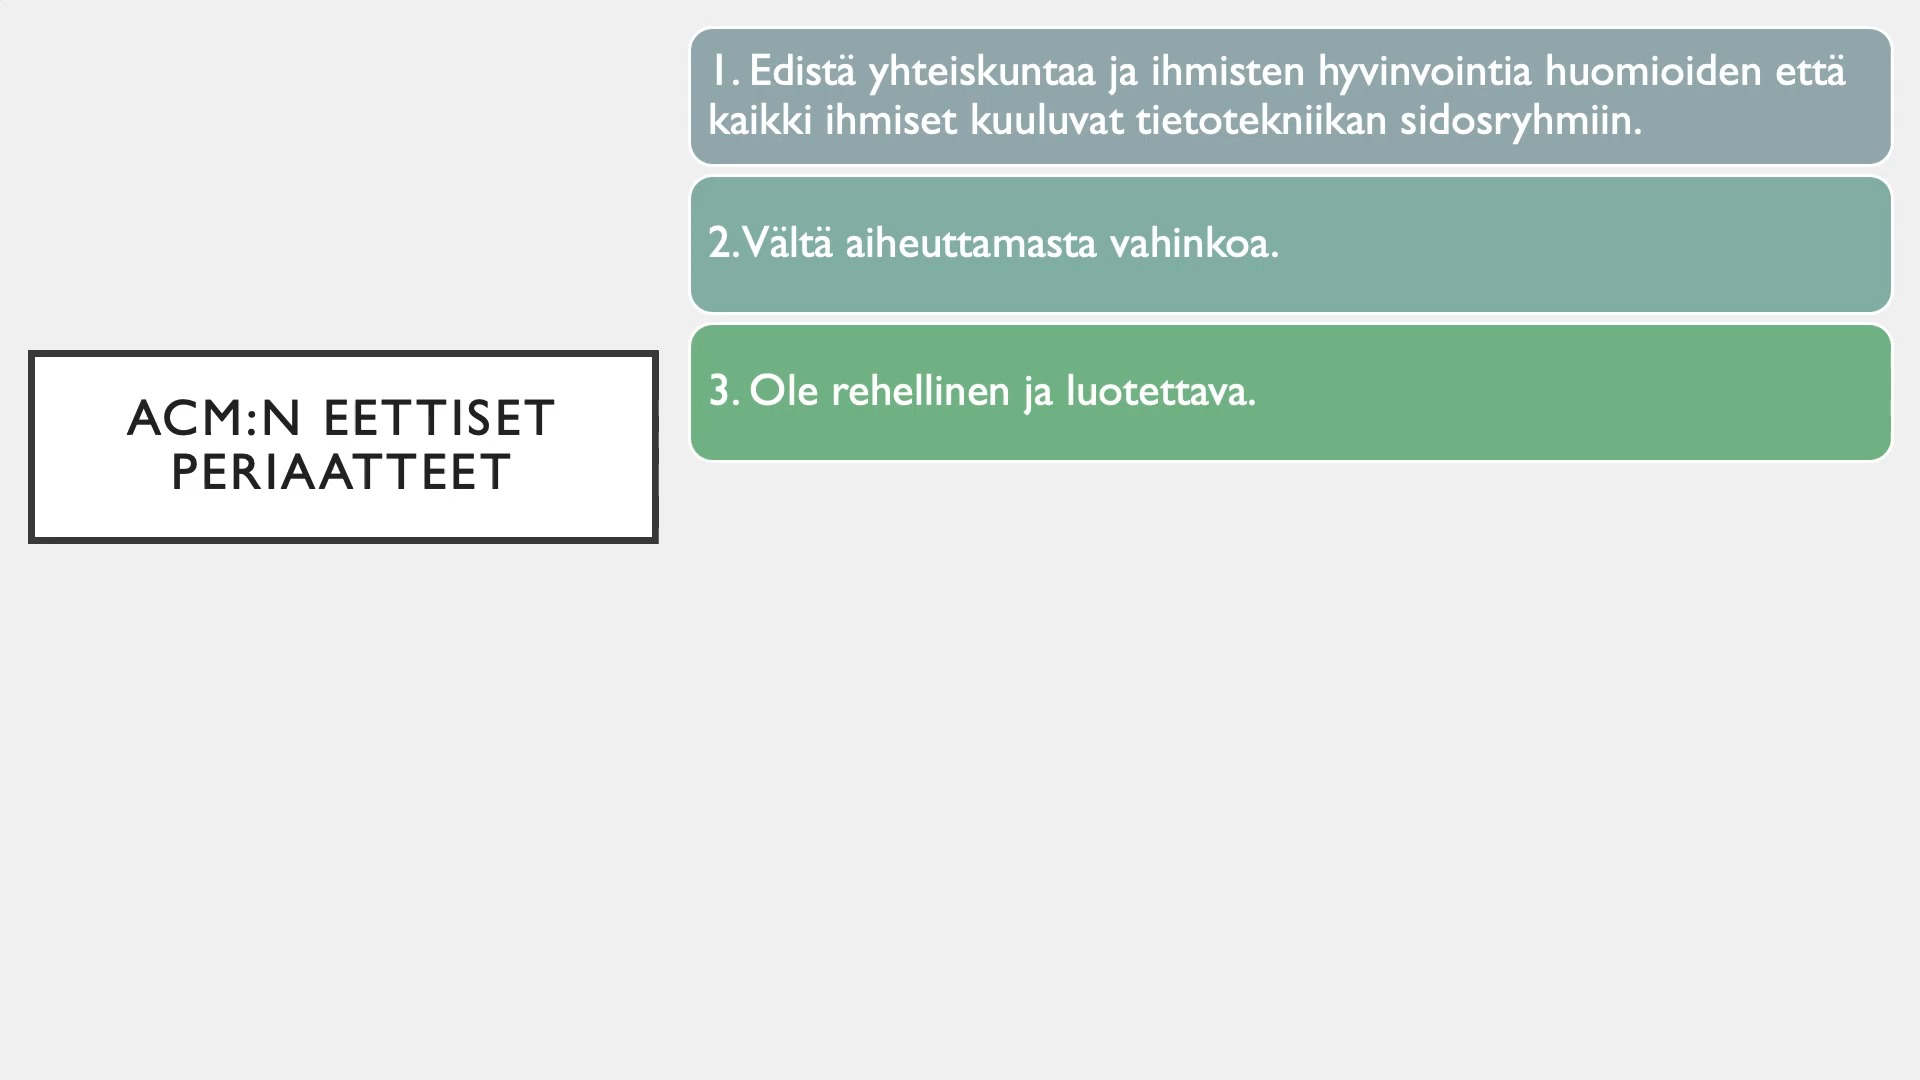 ACM:N EETTISET
PERIAATTEET
1. Edistä yhteiskuntaa ja ihmisten hyvinvointia huomioiden että
kaikki ihmiset kuuluvat tietotekniikan sidosryhmiin.
2. Vältä aiheuttamasta vahinkoa.
3. Ole rehellinen ja luotettava.